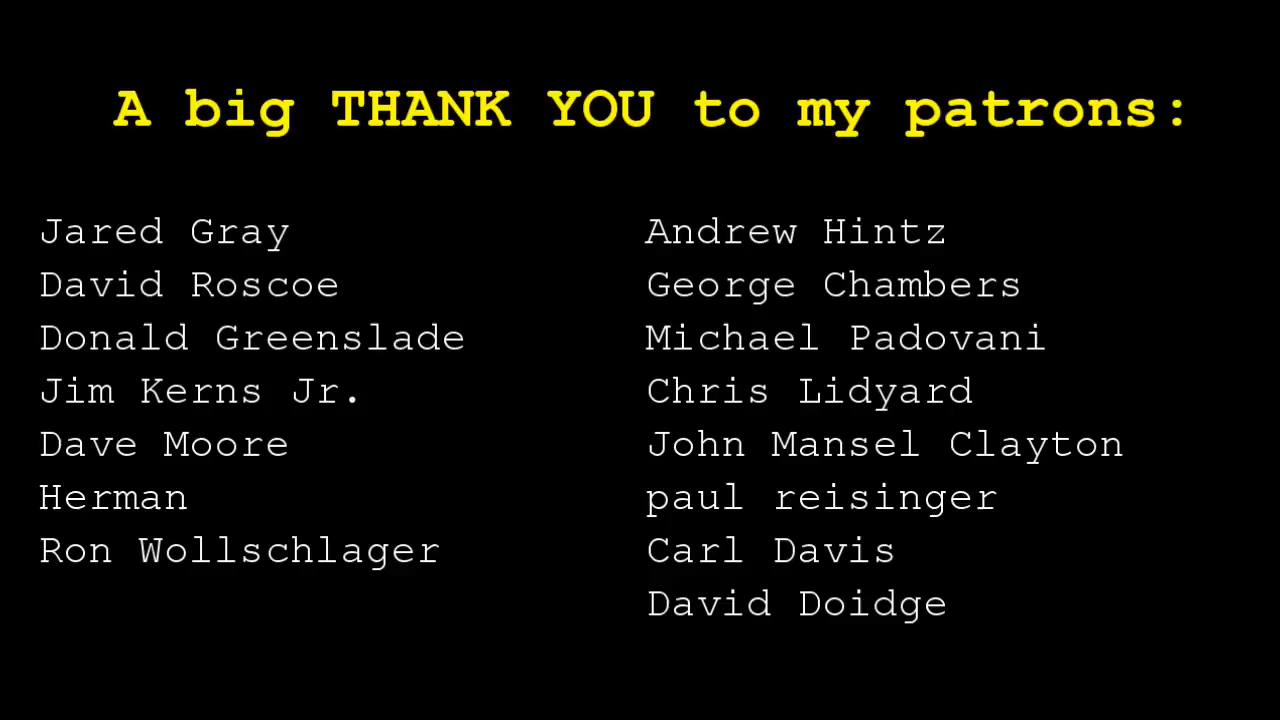 A big THANK YOU to my patrons:
Jared Gray
David Roscoe
Donald Greenslade
Jim Kerns Jr.
Dave Moore
Herman
Ron Wollschlager
Andrew Hintz
George Chambers
Michael Padovani
Chris Lidyard
John Mansel Clayton
paul reisinger
Carl Davis
David Doidge